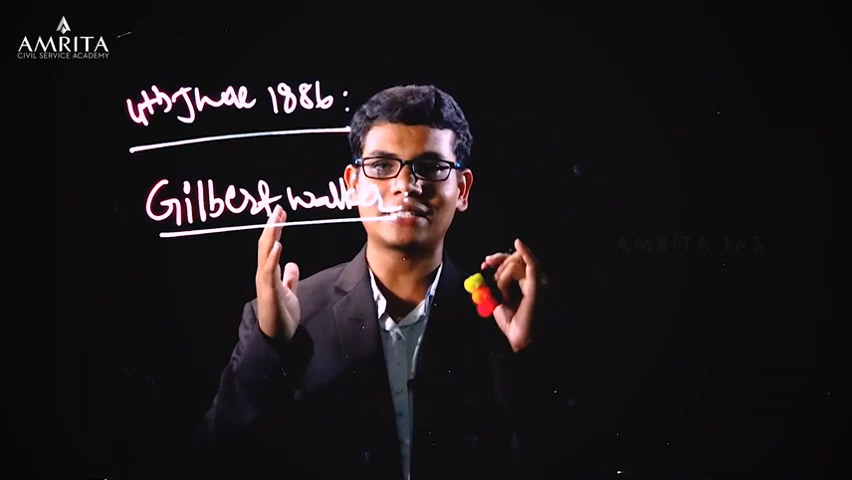 AMRITA
CIVIL SERVICE ACADEMY
4th June 1886:
Gilbert walker
AMRITA IAS